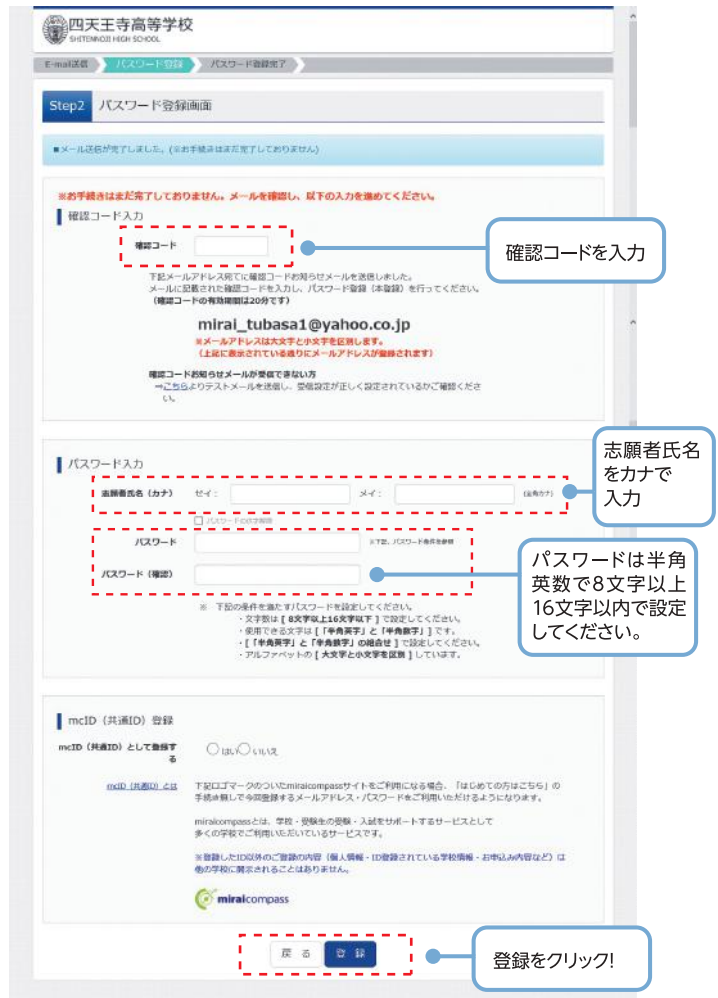 四天王寺高等学校
SHITENNOJI HIGH SCHOOL
E-mail送信
パスワード登録
パスワード登録完了
Step2 パスワード登録画面
■メール送信が完了しました。(※お手続きはまだ完了しておりません)
※お手続きはまだ完了しておりません。メールを確認し、以下の入力を進めてください。
確認コード入力
確認コード
確認コードを入力
下記メールアドレス宛てに確認コードお知らせメールを送信しました。
メールに記載された確認コードを入力し、パスワード登録（本登録）を行ってください。
(確認コードの有効期間は20分です)
mirai_tubasa1@yahoo.co.jp
※メールアドレスは大文字と小文字を区別します。
（上記に表示されている通りにメールアドレスが登録されます）
確認コードお知らせメールが受信できない方
⇒こちらよりテストメールを送信し、受信設定が正しく設定されているかご確認くださ
い。
パスワード入力
志願者氏名（カナ）
セイ：
メイ：
(全角カナ)
志願者氏名
をカナで
入力
パスワードの伏字解除
パスワード
※下記、パスワード条件を参照
パスワード（確認）
パスワードは半角
英数で8文字以上
16文字以内で設定
してください。
※ 下記の条件を満たすパスワードを設定してください。
・文字数は [ 8文字以上16文字以下 ] で設定してください。
・使用できる文字は [「半角英字」と「半角数字」] です。
・[「半角英字」と「半角数字」の組合せ ] で設定してください。
・アルファベットの [ 大文字と小文字を区別 ] しています。
mcID（共通ID）登録
mcID（共通ID）として登録す
る
はい
いいえ
mcID（共通ID）とは
下記ロゴマークのついたmiraicompassサイトをご利用になる場合、「はじめての方はこちら」の
手続き無しで今回登録するメールアドレス・パスワードをご利用いただけるようになります。
miraicompassとは、学校・受験生の受験・入試をサポートするサービスとして
多くの学校でご利用いただいているサービスです。
※登録したID以外のご登録の内容（個人情報・ID登録されている学校情報・お申込み内容など）は
他の学校に開示されることはありません。
miraicompass
戻 る
登 録
登録をクリック!